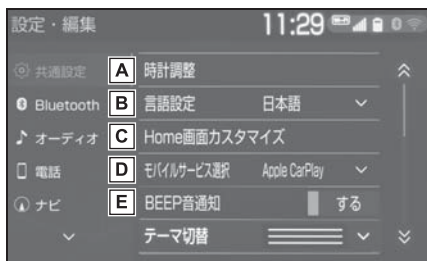 設定・編集 11:29
共通設定 A 時計調整
Bluetooth B 言語設定 日本語
オーディオ C Home画面カスタマイズ
電話 D モバイルサービス選択 Apple CarPlay
ナビ E BEEP音通知 する
テーマ切替